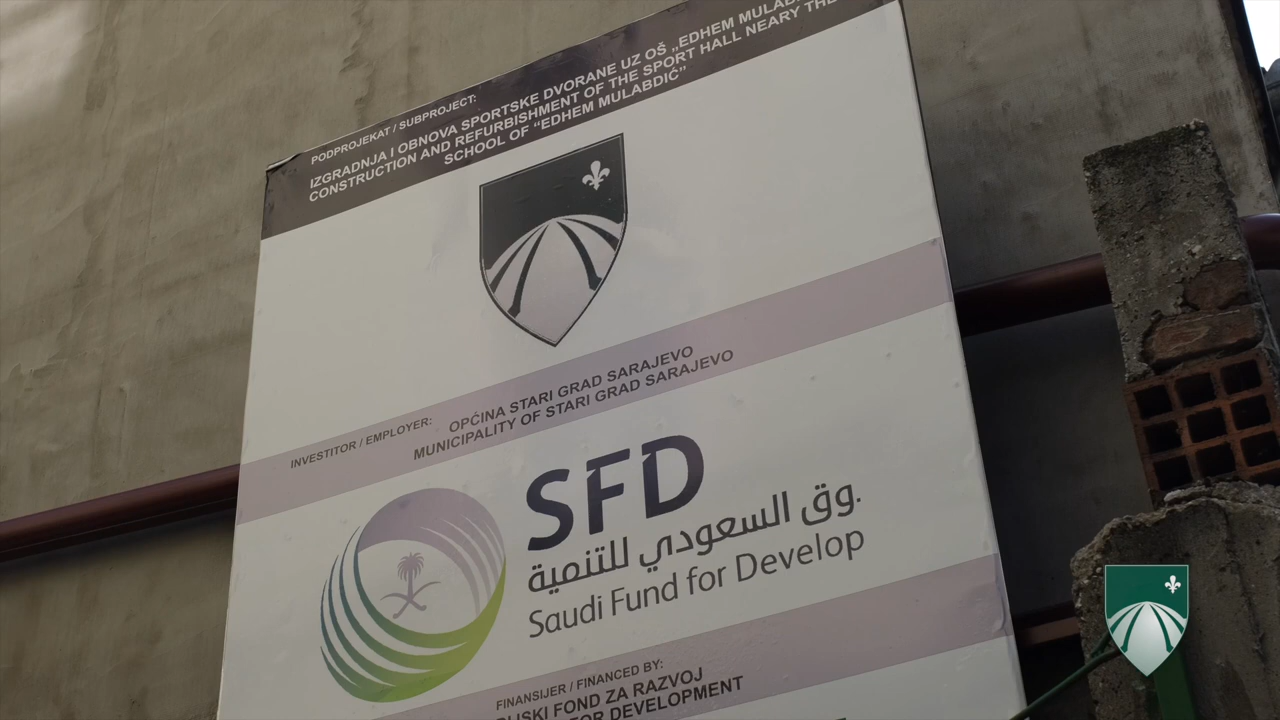 PODPROJEKAT / SUBPROJECT:
IZGRADNJA I OBNOVA SPORTSKE DVORANE UZ OŠ „EDHEM
CONSTRUCTION AND REFURBISHMENT OF THE SPORT HALL NEARY THE
SCHOOL OF “EDHEM MULABDIĆ”
INVESTITOR / EMPLOYER:
OPĆINA STARI GRAD SARAJEVO
MUNICIPALITY OF STARI GRAD SARAJEVO
SFD
وق السعودي للتنمية
Saudi Fund for Develop
FINANSIJER / FINANCED BY:
FOND ZA RAZVOJ
FOR DEVELOPMENT